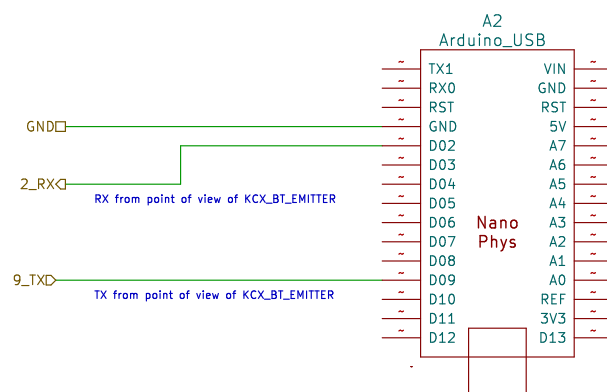 A2
Arduino_USB
~ TX1 VIN ~
~ RX0 GND ~
~ RST RST ~
GND ~ GND 5V ~
~ D02 A7 ~
~ D03 A6 ~
2_RX ~ D04 A5 ~
RX from point of view of KCX_BT_EMITTER ~ D05 A4 ~
~ D06 A3 ~
Nano
Phys
~ D07 A2 ~
~ D08 A1 ~
9_TX ~ D09 A0 ~
TX from point of view of KCX_BT_EMITTER ~ D10 REF ~
~ D11 3V3 ~
~ D12 D13 ~